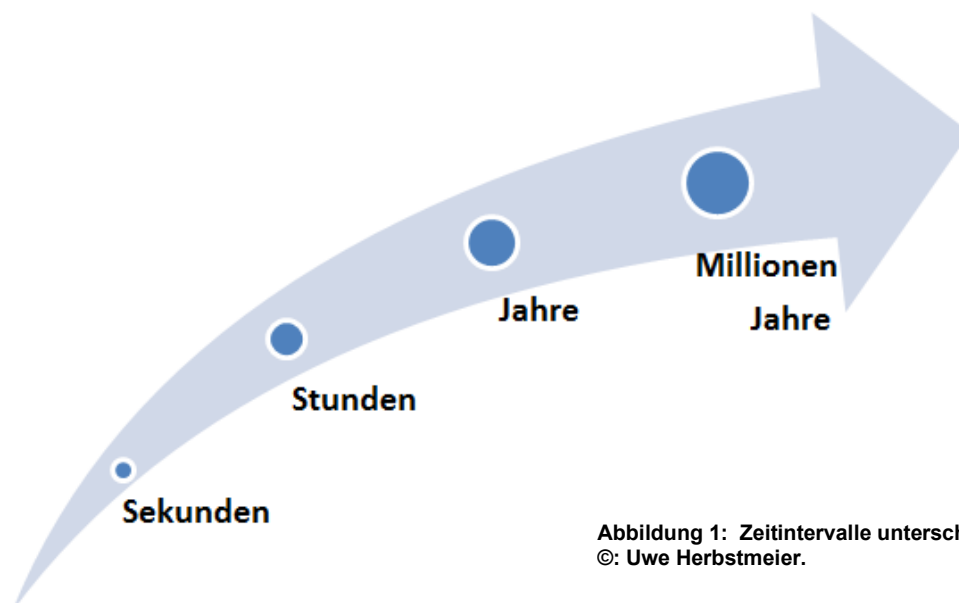 Millionen
Jahre
Jahre
Stunden
Sekunden
Abbildung 1: Zeitintervalle
©: Uwe Herbstmeier.